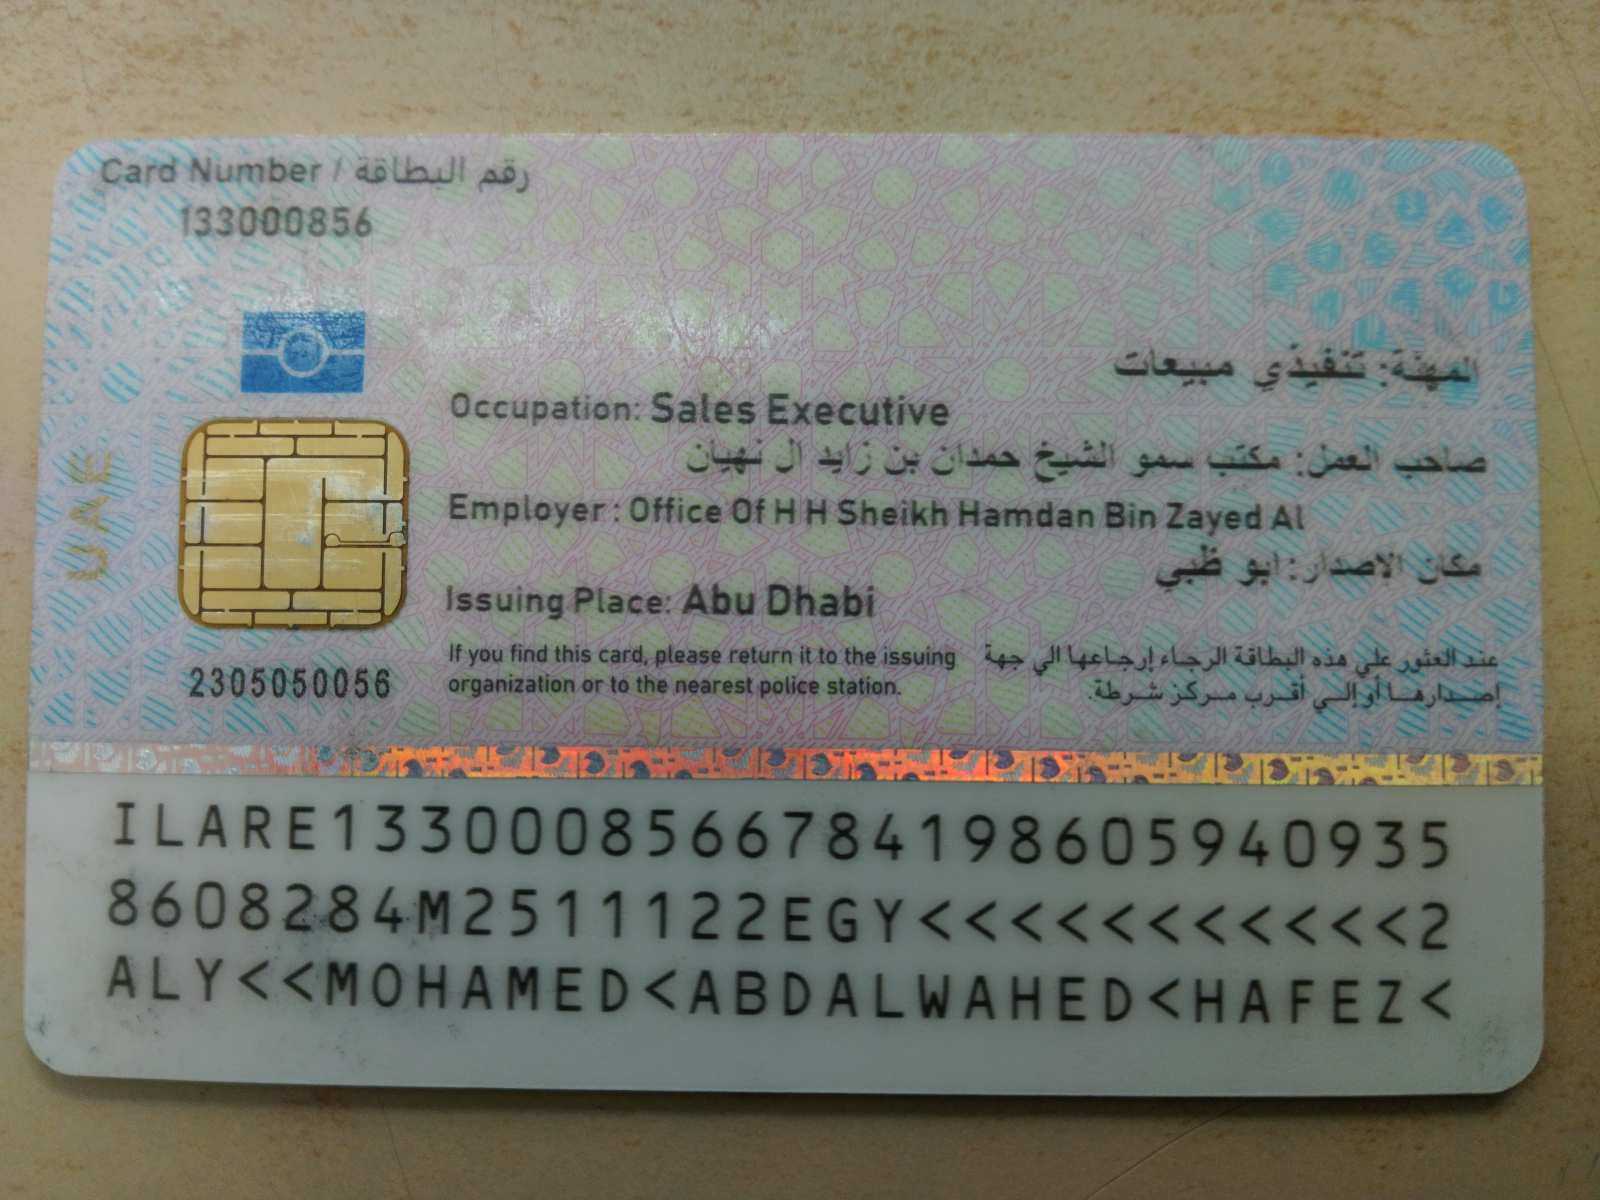 Card Number / رقم البطاقة
133000856
المهنة: تنفيذي مبيعات
Occupation: Sales Executive
صاحب العمل: مكتب سمو الشيخ حمدان بن زايد ال نهيان
Employer : Office Of H H Sheikh Hamdan Bin Zayed Al
مكان الاصدار: ابو ظبي
Issuing Place: Abu Dhabi
UAE
2305050056
If you find this card, please return it to the issuing
organization or to the nearest police station.
عند العثور علي هذه البطاقة الرجاء إرجاعها الي جهة
إصدارها أو إلي أقرب مركز شرطة.
ILARE1330008566784198605940935
8608284M2511122EGY<<<<<<<<<<<2
ALY<<MOHAMED<ABDALWAHED<HAFEZ<